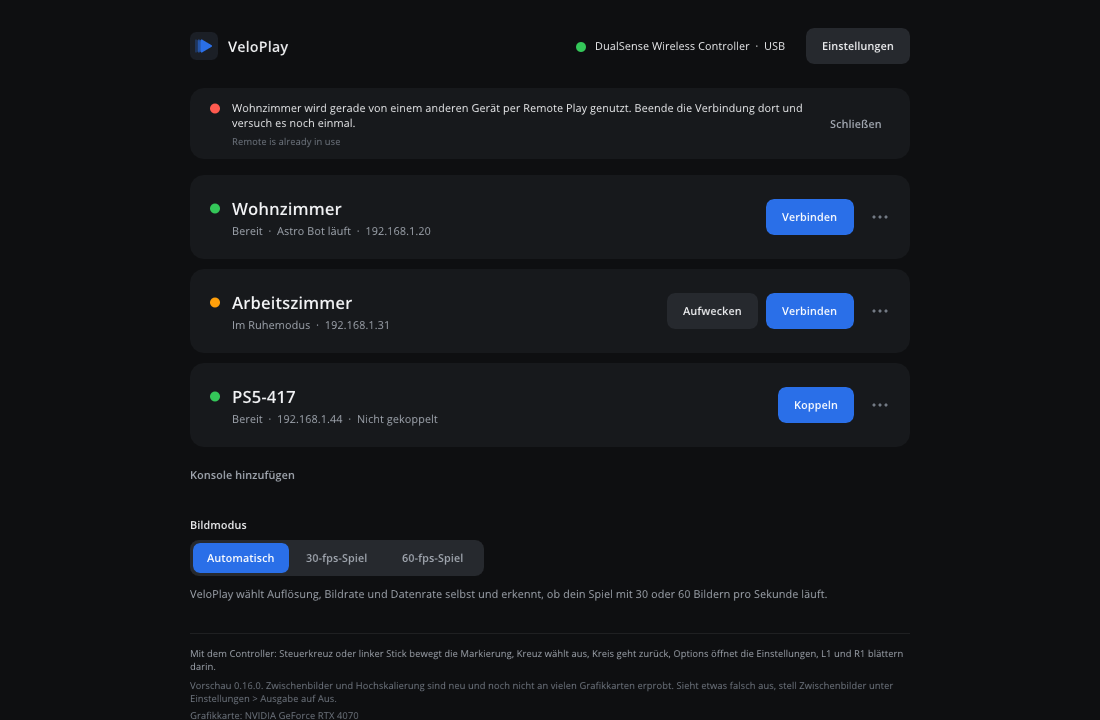 VeloPlay
DualSense Wireless Controller · USB
Einstellungen
Wohnzimmer wird gerade von einem anderen Gerät per Remote Play genutzt. Beende die Verbindung dort und
versuch es noch einmal.
Remote is already in use
Schließen
Wohnzimmer
Bereit · Astro Bot läuft · 192.168.1.20
Verbinden
Arbeitszimmer
Im Ruhemodus · 192.168.1.31
Aufwecken
Verbinden
PS5-417
Bereit · 192.168.1.44 · Nicht gekoppelt
Koppeln
Konsole hinzufügen
Bildmodus
Automatisch
30-fps-Spiel
60-fps-Spiel
VeloPlay wählt Auflösung, Bildrate und Datenrate selbst und erkennt, ob dein Spiel mit 30 oder 60 Bildern pro Sekunde läuft.
Mit dem Controller: Steuerkreuz oder linker Stick bewegt die Markierung, Kreuz wählt aus, Kreis geht zurück, Options öffnet die Einstellungen, L1 und R1 blättern
darin.
Vorschau 0.16.0. Zwischenbilder und Hochskalierung sind neu und noch nicht an vielen Grafikkarten erprobt. Sieht etwas falsch aus, stell Zwischenbilder unter
Einstellungen > Ausgabe auf Aus.
Grafikkarte: NVIDIA GeForce RTX 4070